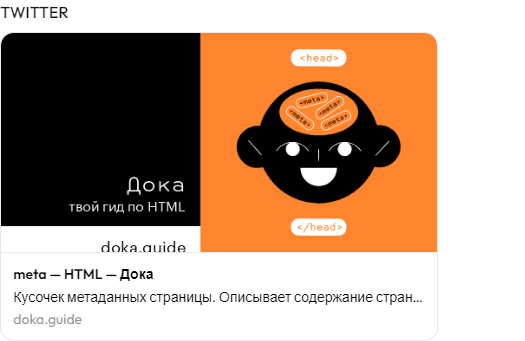 TWITTER
<head>
<meta>
<meta>
<meta>
<meta>
Дока
твой гид по HTML
</head>
doka.guide
meta — HTML — Дока
Кусочек метаданных страницы. Описывает содержание стран...
doka.guide